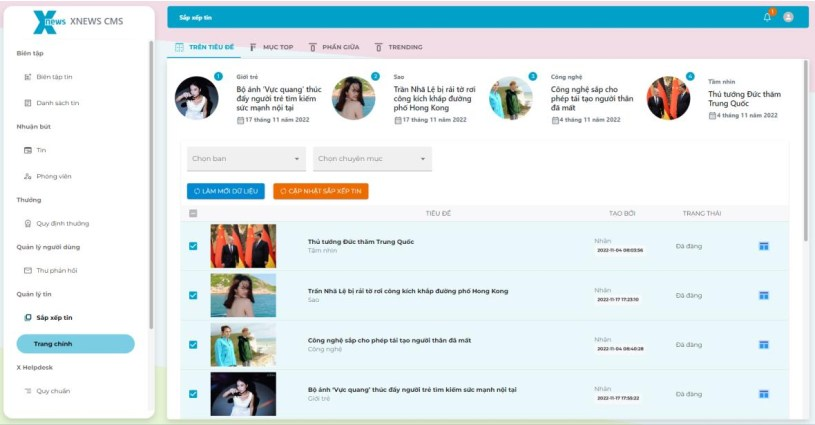 Xnews XNEWS CMS
Sắp xếp tin
1
Biên tập
Biên tập tin
Danh sách tin
Nhuận bút
Tin
Phóng viên
Thưởng
Quy định thưởng
Quản lý người dùng
Thư phản hồi
Quản lý tin
Sắp xếp tin
Trang chính
X Helpdesk
Quy chuẩn
TRÊN TIÊU ĐỀ
MỤC TOP
PHẦN GIỮA
TRENDING
1
Giới trẻ
Bộ ảnh ‘Vực quang’ thúc
đẩy người trẻ tìm kiếm
sức mạnh nội tại
17 tháng 11 năm 2022
2
Sao
Trần Nhã Lệ bị rải tờ rơi
công kích khắp đường
phố Hong Kong
17 tháng 11 năm 2022
3
Công nghệ
Công nghệ sắp cho
phép tái tạo người thân
đã mất
4 tháng 11 năm 2022
4
Tầm nhìn
Thủ tướng Đức thăm
Trung Quốc
4 tháng 11 năm 2022
Chọn ban
Chọn chuyên mục
LÀM MỚI DỮ LIỆU
CẬP NHẬT SẮP XẾP TIN
TIÊU ĐỀ
TẠO BỞI
TRẠNG THÁI
Thủ tướng Đức thăm Trung Quốc
Tầm nhìn
Nhân
2022-11-04 08:03:56
Đã đăng
Trần Nhã Lệ bị rải tờ rơi công kích khắp đường phố Hong Kong
Sao
Nhân
2022-11-17 17:23:10
Đã đăng
Công nghệ sắp cho phép tái tạo người thân đã mất
Công nghệ
Nhân
2022-11-04 08:40:28
Đã đăng
Bộ ảnh ‘Vực quang’ thúc đẩy người trẻ tìm kiếm sức mạnh nội tại
Giới trẻ
Nhân
2022-11-17 17:55:22
Đã đăng